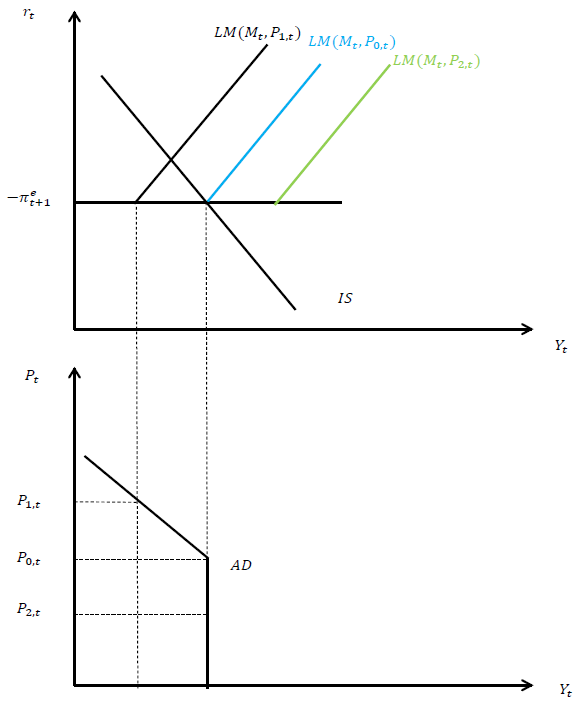 r_t
LM(M_t, P_{1,t})
LM(M_t, P_{0,t})
LM(M_t, P_{2,t})
−π^e_{t+1}
IS
Y_t
P_t
P_{1,t}
P_{0,t}
AD
P_{2,t}
Y_t